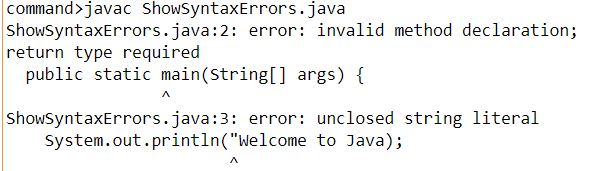 command>javac ShowSyntaxErrors.java
ShowSyntaxErrors.java:2: error: invalid method declaration;
return type required
  public static main(String[] args) {
                ^
ShowSyntaxErrors.java:3: error: unclosed string literal
    System.out.println("Welcome to Java);
                       ^